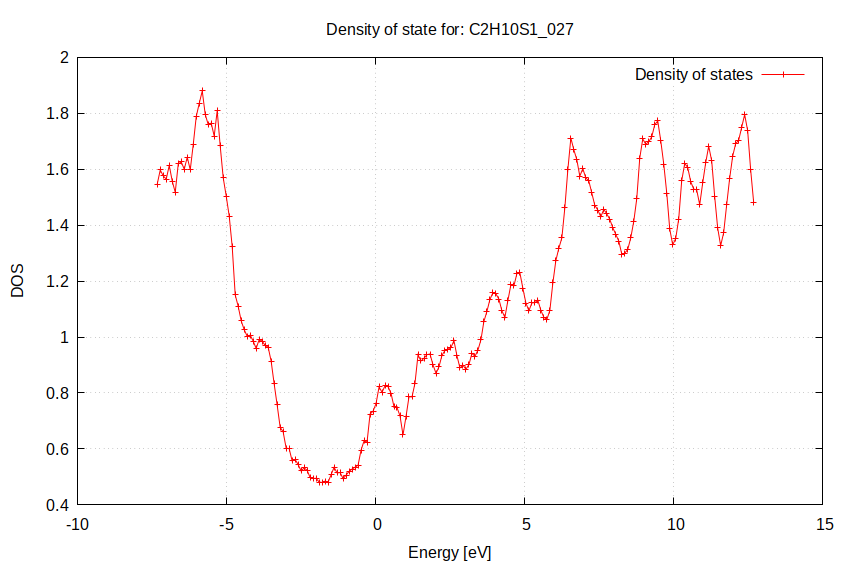 Density of state for: C2H10S1_027
Density of states
2
1.8
1.6
1.4
1.2
1
0.8
0.6
0.4
DOS
-10 -5 0 5 10 15
Energy [eV]